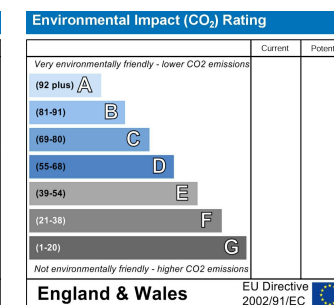 Environmental Impact (CO₂) Rating
Current Potent
Very environmentally friendly - lower CO2 emissions
(92 plus) A
(81-91) B
(69-80) C
(55-68) D
(39-54) E
(21-38) F
(1-20) G
Not environmentally friendly - higher CO2 emissions
England & Wales
EU Directive
2002/91/EC